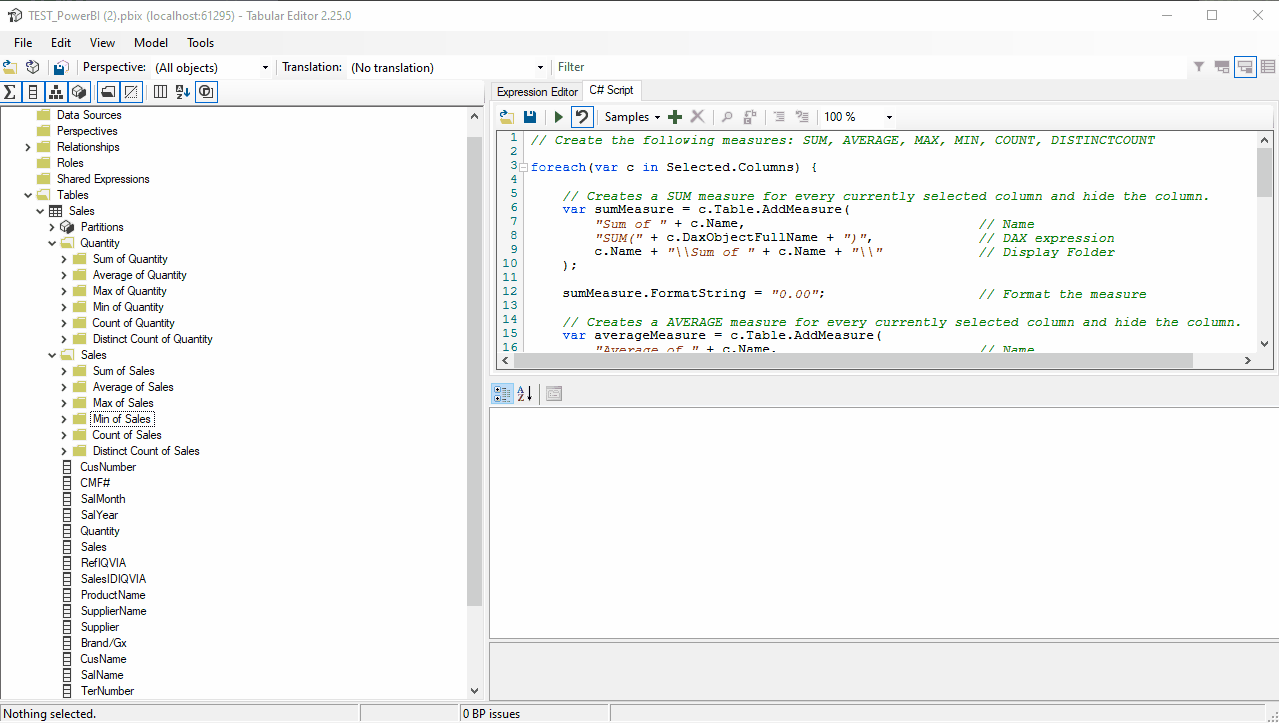 TEST_PowerBI (2).pbix (localhost:61295) - Tabular Editor 2.25.0
File Edit View Model Tools
Perspective: (All objects) Translation: (No translation) Filter
Data Sources
Perspectives
Relationships
Roles
Shared Expressions
Tables
Sales
Partitions
Quantity
Sum of Quantity
Average of Quantity
Max of Quantity
Min of Quantity
Count of Quantity
Distinct Count of Quantity
Sales
Sum of Sales
Average of Sales
Max of Sales
Min of Sales
Count of Sales
Distinct Count of Sales
CusNumber
CMF#
SalMonth
SalYear
Quantity
Sales
RefIQVIA
SalesIDIQVIA
ProductName
SupplierName
Supplier
Brand/Gx
CusName
SalName
TerNumber
Expression Editor C# Script
Samples 100 %
1 // Create the following measures: SUM, AVERAGE, MAX, MIN, COUNT, DISTINCTCOUNT
2
3 foreach(var c in Selected.Columns) {
4
5 // Creates a SUM measure for every currently selected column and hide the column.
6 var sumMeasure = c.Table.AddMeasure(
7 "Sum of " + c.Name, // Name
8 "SUM(" + c.DaxObjectFullName + ")", // DAX expression
9 c.Name + "\\Sum of " + c.Name + "\\" // Display Folder
10 );
11
12 sumMeasure.FormatString = "0.00"; // Format the measure
13
14 // Creates a AVERAGE measure for every currently selected column and hide the column.
15 var averageMeasure = c.Table.AddMeasure(
16 "Average of " + c.Name, // Name
Nothing selected. 0 BP issues